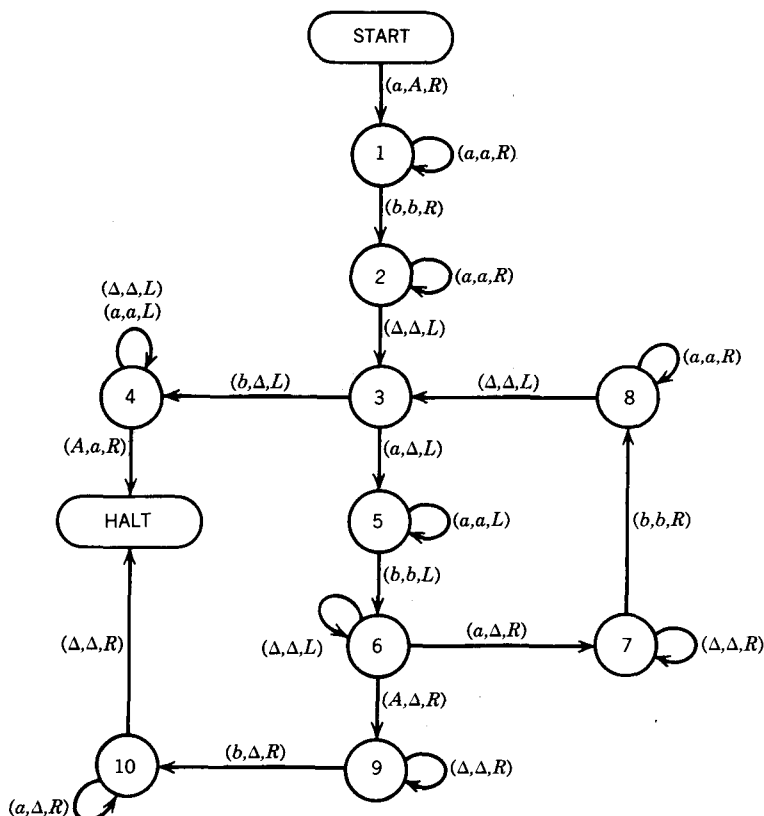 START
(a,A,R)
1
(a,a,R)
(b,b,R)
2
(a,a,R)
(Δ,Δ,L)
(a,a,L)
(Δ,Δ,L)
4
(b,Δ,L)
3
(Δ,Δ,L)
8
(a,a,R)
(A,a,R)
(a,Δ,L)
HALT
5
(a,a,L)
(b,b,R)
(b,b,L)
(Δ,Δ,R)
(Δ,Δ,L)
6
(a,Δ,R)
7
(Δ,Δ,R)
(A,Δ,R)
10
(b,Δ,R)
9
(Δ,Δ,R)
(a,Δ,R)